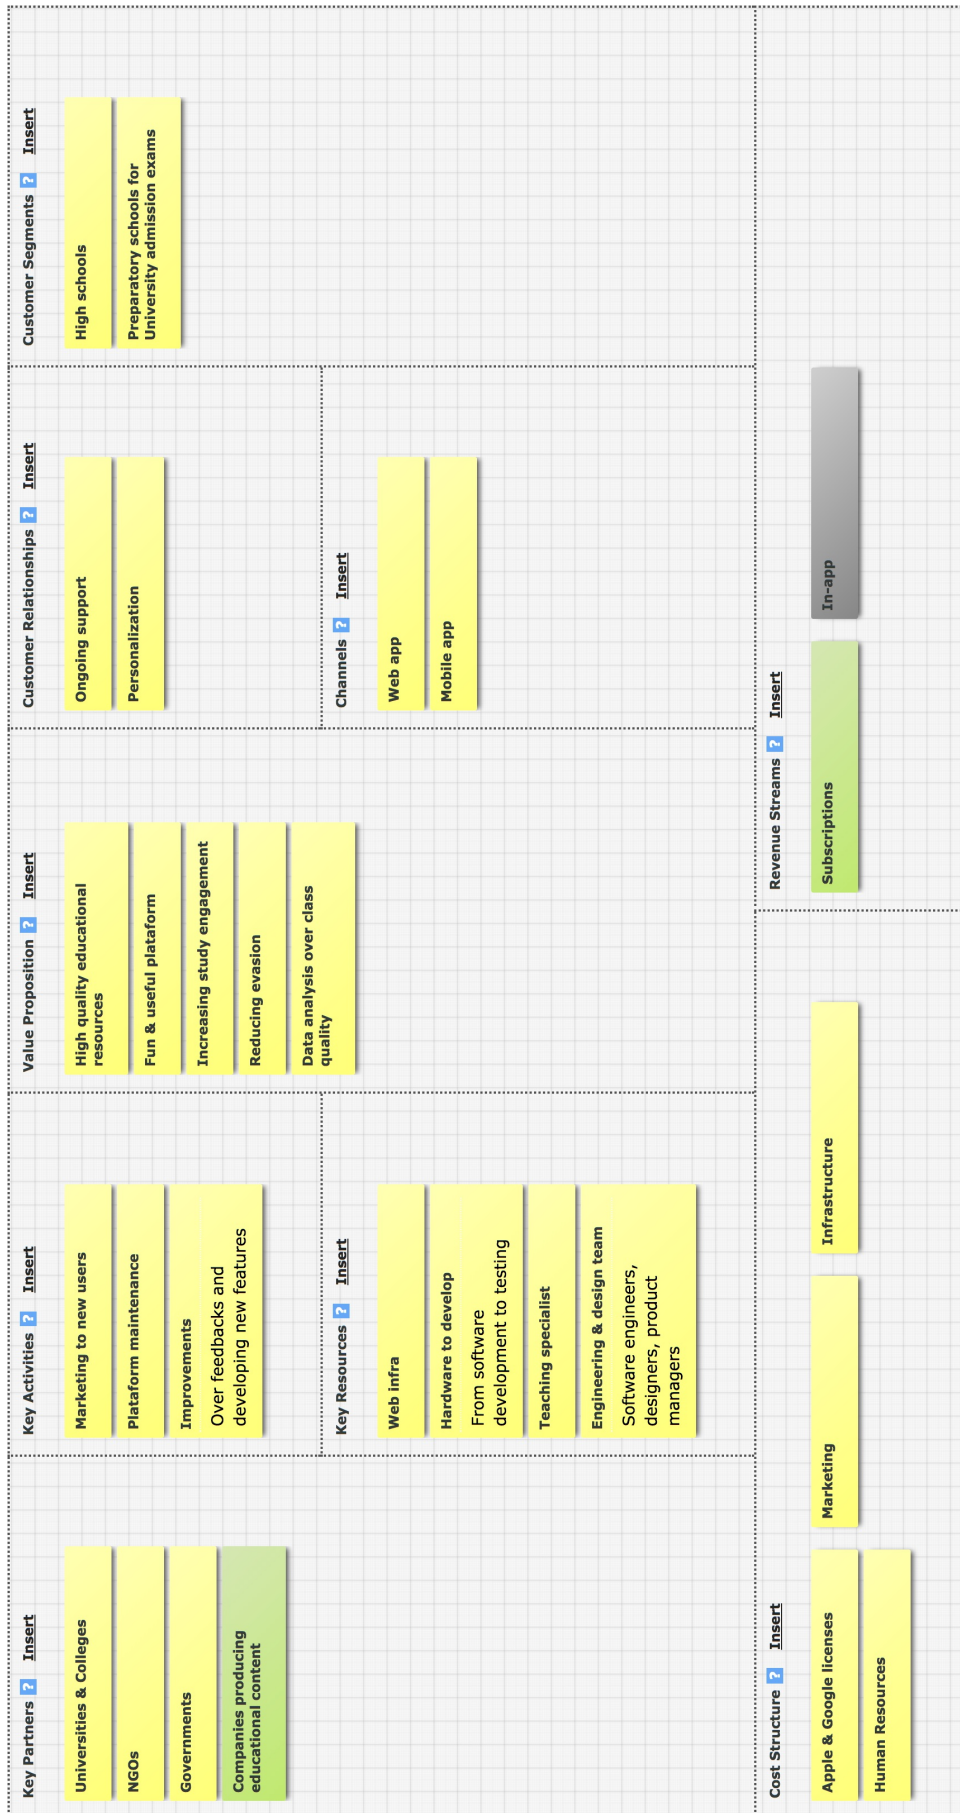 Key Partners ? Insert
Universities & Colleges
NGOs
Governments
Companies producing
educational content
Key Activities ? Insert
Marketing to new users
Plataform maintenance
Improvements
Over feedbacks and
developing new features
Key Resources ? Insert
Web infra
Hardware to develop
From software
development to testing
Teaching specialist
Engineering & design team
Software engineers,
designers, product
managers
Value Proposition ? Insert
High quality educational
resources
Fun & useful plataform
Increasing study engagement
Reducing evasion
Data analysis over class
quality
Customer Relationships ? Insert
Ongoing support
Personalization
Channels ? Insert
Web app
Mobile app
Customer Segments ? Insert
High schools
Preparatory schools for
University admission exams
Cost Structure ? Insert
Apple & Google licenses
Human Resources
Marketing
Infrastructure
Revenue Streams ? Insert
Subscriptions
In-app